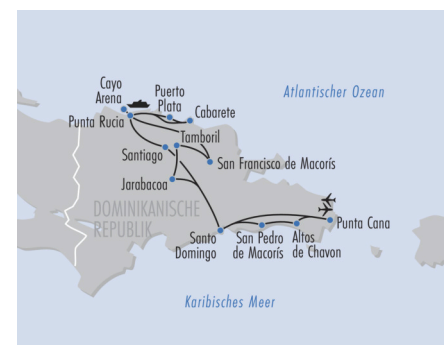 Cayo
Arena
Puerto
Plata
Atlantischer Ozean
Cabarete
Punta Rucia
Tamboril
Santiago
San Francisco de Macorís
Jarabacoa
DOMINIKANISCHE
REPUBLIK
Punta Cana
Santo
Domingo
San Pedro
de Macorís
Altos
de Chavon
Karibisches Meer